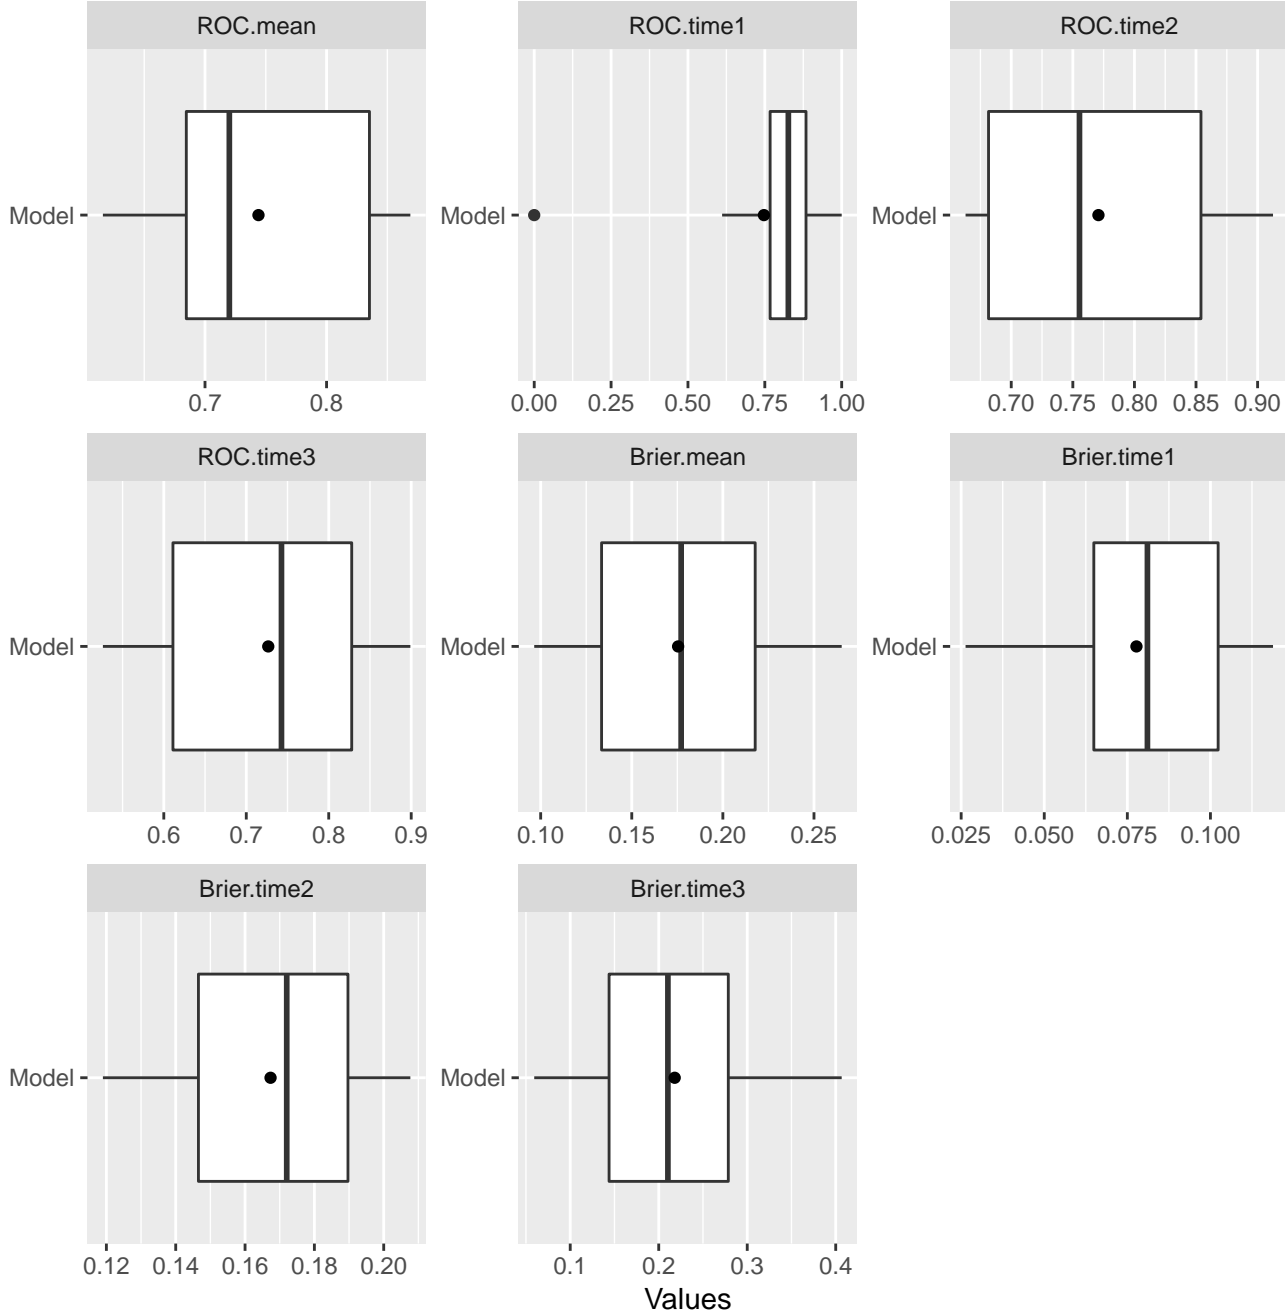 ROC.mean
ROC.time1
ROC.time2
Model
Model
Model
0.7 0.8
0.00 0.25 0.50 0.75 1.00
0.70 0.75 0.80 0.85 0.90
ROC.time3
Brier.mean
Brier.time1
Model
Model
Model
0.6 0.7 0.8 0.9
0.10 0.15 0.20 0.25
0.025 0.050 0.075 0.100
Brier.time2
Brier.time3
Model
Model
0.12 0.14 0.16 0.18 0.20
0.1 0.2 0.3 0.4
Values